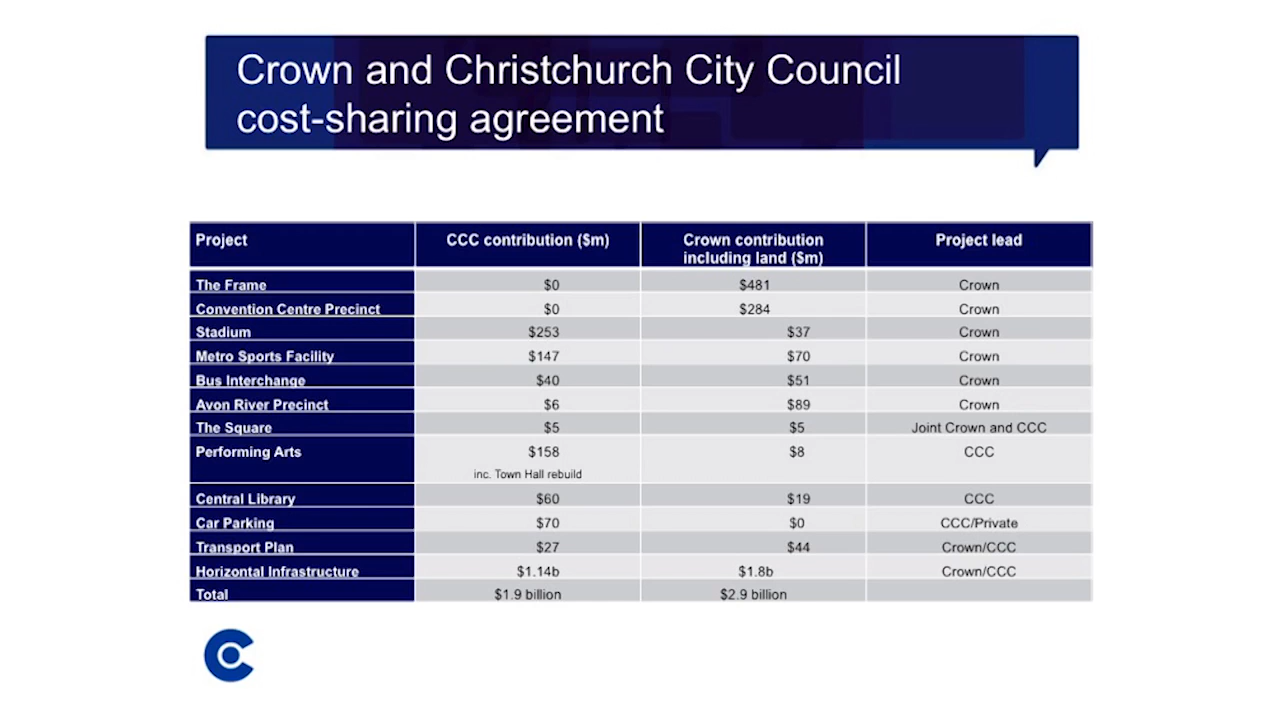 Crown and Christchurch City Council
cost-sharing agreement
Project CCC contribution ($m) Crown contribution including land ($m) Project lead
The Frame $0 $481 Crown
Convention Centre Precinct $0 $284 Crown
Stadium $253 $37 Crown
Metro Sports Facility $147 $70 Crown
Bus Interchange $40 $51 Crown
Avon River Precinct $6 $89 Crown
The Square $5 $5 Joint Crown and CCC
Performing Arts $158 $8 CCC
inc. Town Hall rebuild
Central Library $60 $19 CCC
Car Parking $70 $0 CCC/Private
Transport Plan $27 $44 Crown/CCC
Horizontal Infrastructure $1.14b $1.8b Crown/CCC
Total $1.9 billion $2.9 billion